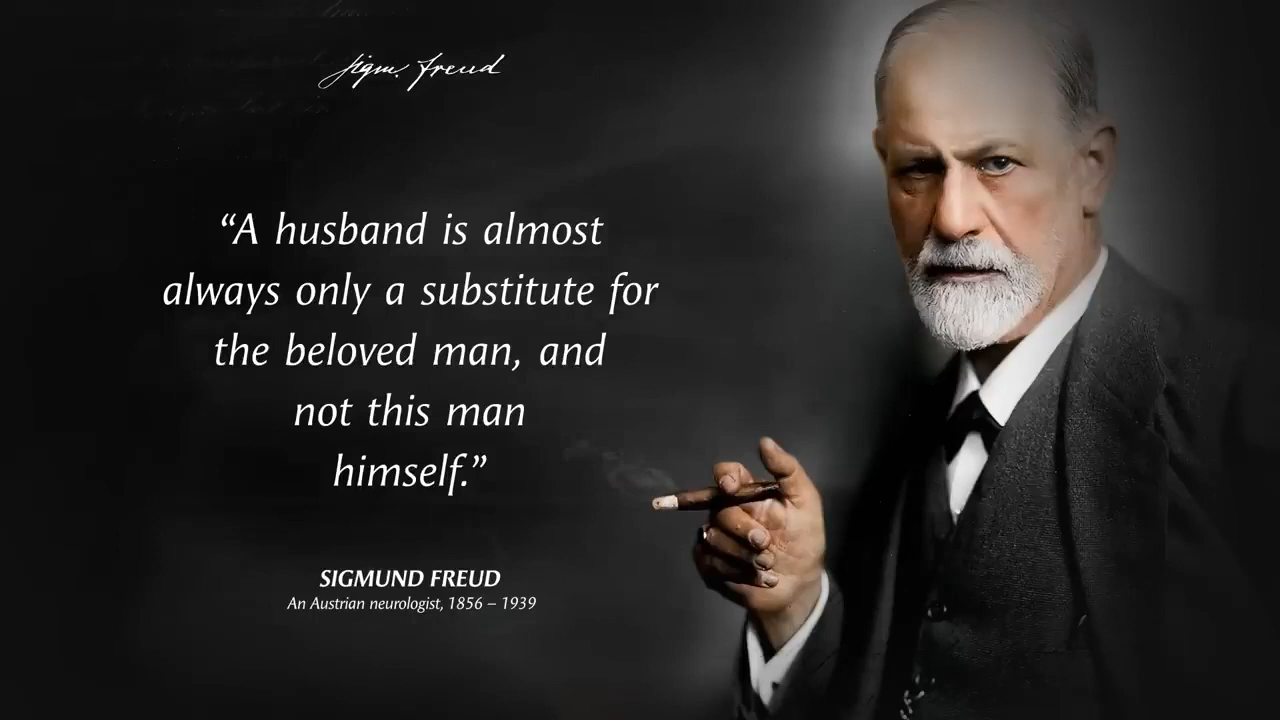 Sigm. Freud
“A husband is almost
always only a substitute for
the beloved man, and
not this man
himself.”
SIGMUND FREUD
An Austrian neurologist, 1856 – 1939